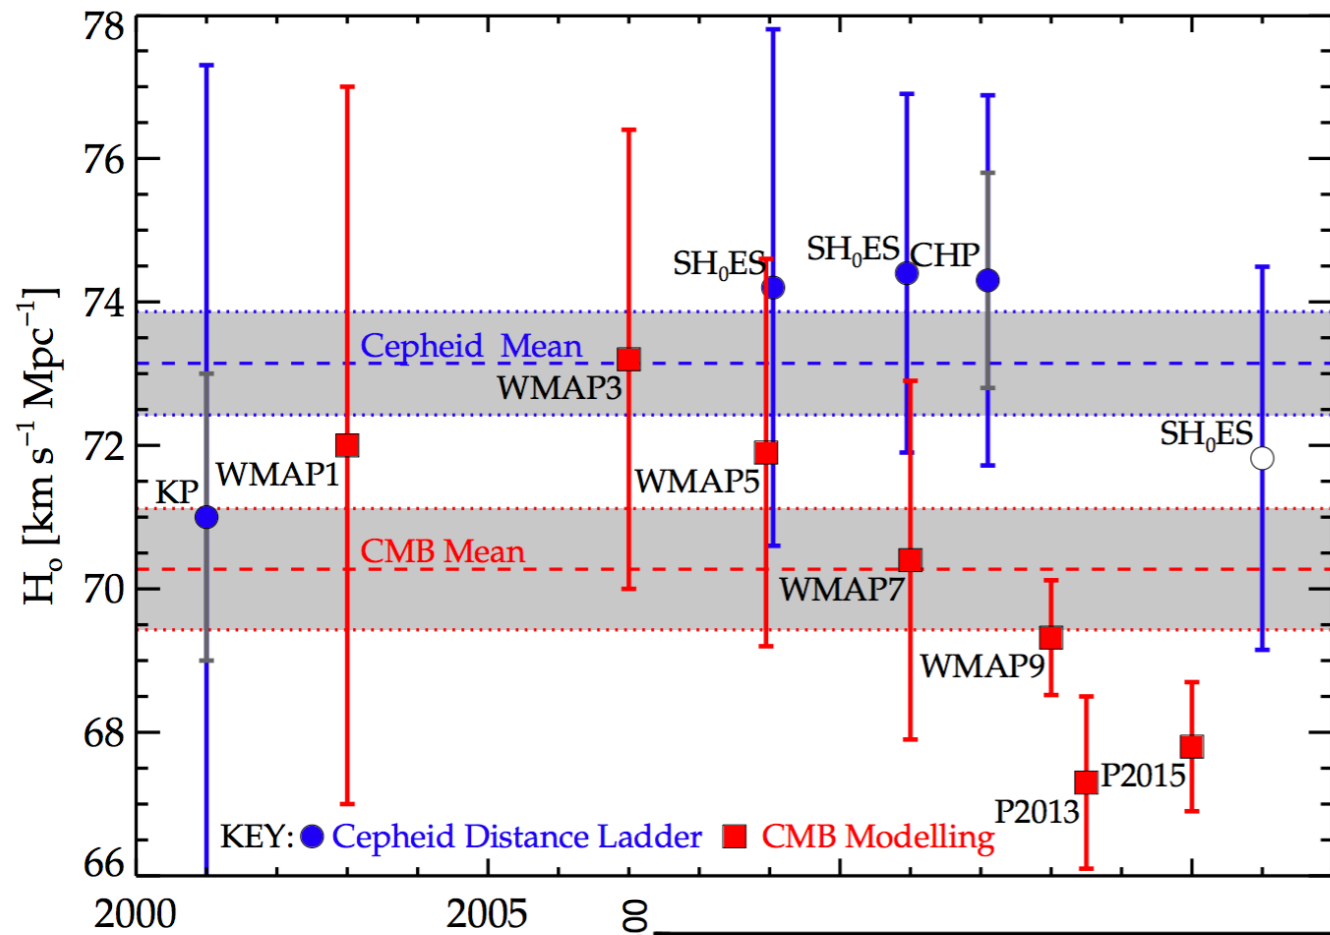 78
76
74
72
70
68
66
H₀ [km s⁻¹ Mpc⁻¹]
SH₀ES
SH₀ES
CHP
Cepheid Mean
WMAP3
SH₀ES
WMAP1
WMAP5
KP
CMB Mean
WMAP7
WMAP9
P2015
P2013
KEY: Cepheid Distance Ladder CMB Modelling
2000
2005
00